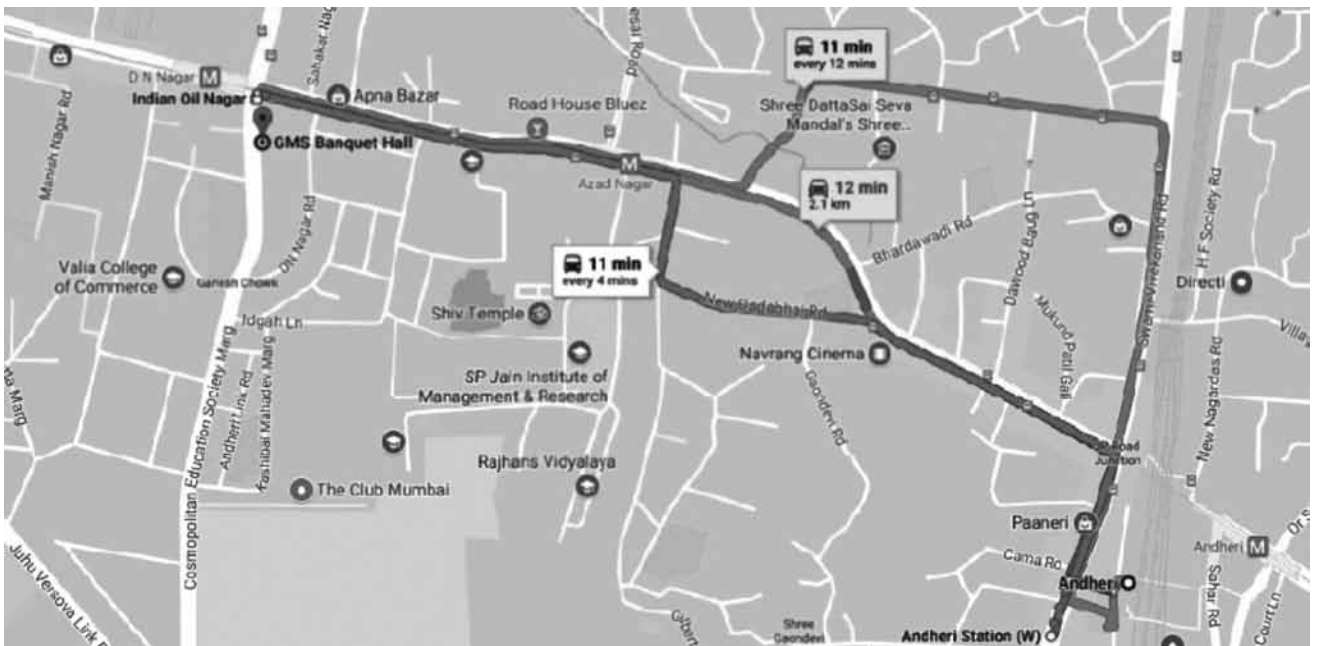 11 min
every 12 mins
D N Nagar M
Indian Oil Nagar
Sahakar Nagar
Apna Bazar
Road House Bluez
Shree DattaSai Seva
Mandal's Shree..
GMS Banquet Hall
Manish Nagar Rd
M
Azad Nagar
12 min
2.1 km
H F Society Rd
Swami Vivekanand Rd
DN Nagar Rd
Bhardawadi Rd
Dawood Baug Ln
Valia College
of Commerce
Ganesh Chowk
11 min
every 4 mins
Directi
Shiv Temple
New Dadabhai Rd
Mukund Patil Gali
Idgah Ln
Navrang Cinema
SP Jain Institute of
Management & Research
Gaondevi Rd
New Nagardas Rd
Cosmopolitan Education Society Marg
Andheri Link Rd
Kashibai Mahadev Marg
Junction
Rajhans Vidyalaya
The Club Mumbai
Paaneri
Andheri M
Cama Rd
Andheri
Sahar Rd
Court Ln
Juhu Versova Link
Shree
Gaondevi
Andheri Station (W)